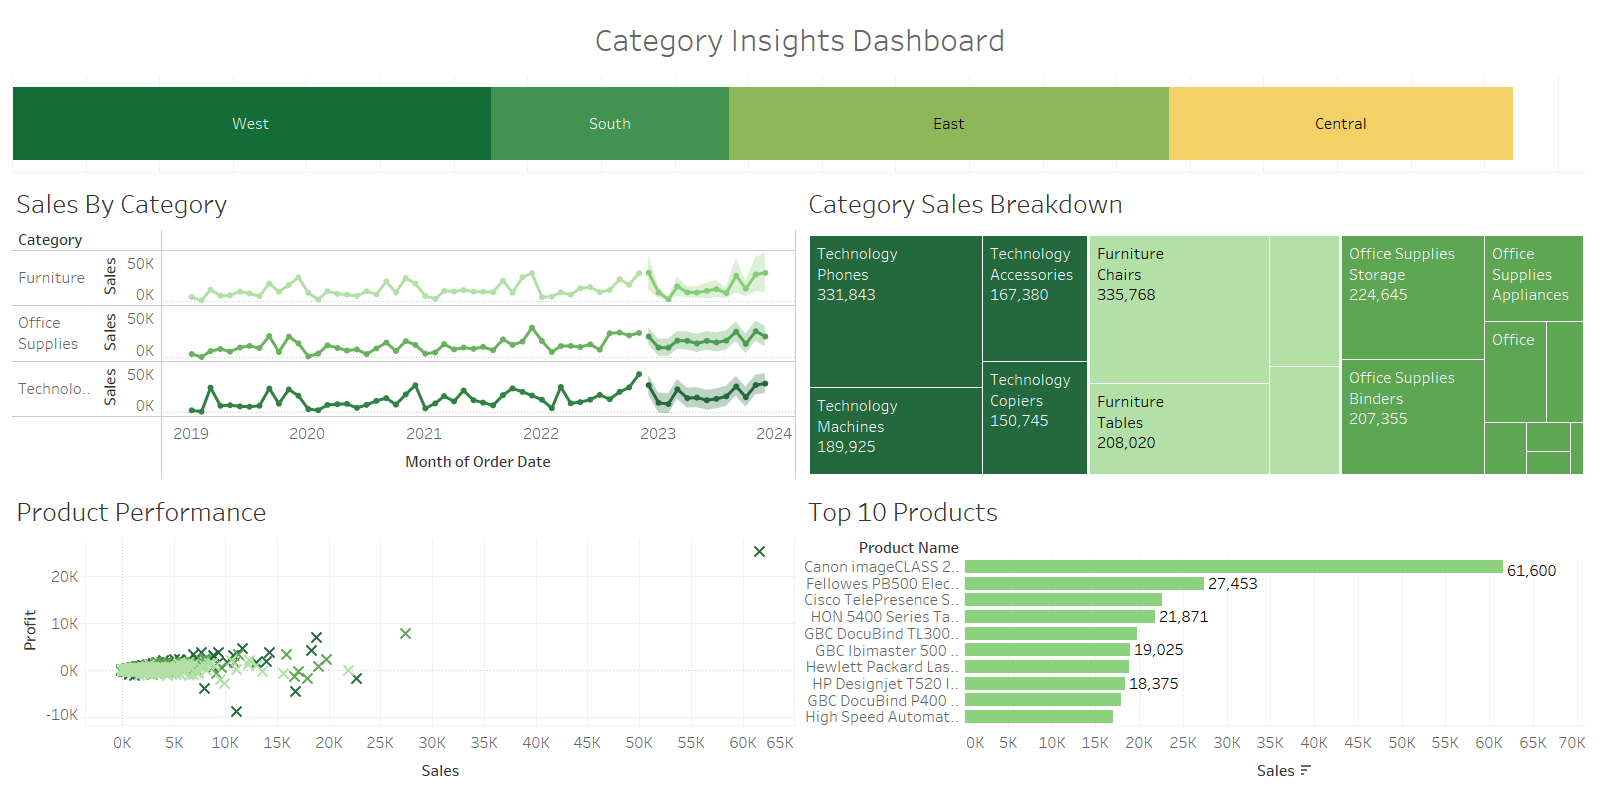 Category Insights Dashboard
West
South
East
Central
Sales By Category
Category
Furniture
Sales
50K
0K
Office
Supplies
Sales
50K
0K
Technolo..
Sales
50K
0K
2019
2020
2021
2022
2023
2024
Month of Order Date
Category Sales Breakdown
Technology
Phones
331,843
Technology
Machines
189,925
Technology
Accessories
167,380
Technology
Copiers
150,745
Furniture
Chairs
335,768
Furniture
Tables
208,020
Office Supplies
Storage
224,645
Office Supplies
Binders
207,355
Office
Supplies
Appliances
Office
Product Performance
Profit
20K
10K
0K
-10K
0K
5K
10K
15K
20K
25K
30K
35K
40K
45K
50K
55K
60K
65K
Sales
Top 10 Products
Product Name
Canon imageCLASS 2..
61,600
Fellowes PB500 Elec..
27,453
Cisco TelePresence S..
HON 5400 Series Ta..
21,871
GBC DocuBind TL300..
GBC Ibimaster 500 ..
19,025
Hewlett Packard Las..
HP Designjet T520 I..
18,375
GBC DocuBind P400 ..
High Speed Automat..
0K
5K
10K
15K
20K
25K
30K
35K
40K
45K
50K
55K
60K
65K
70K
Sales